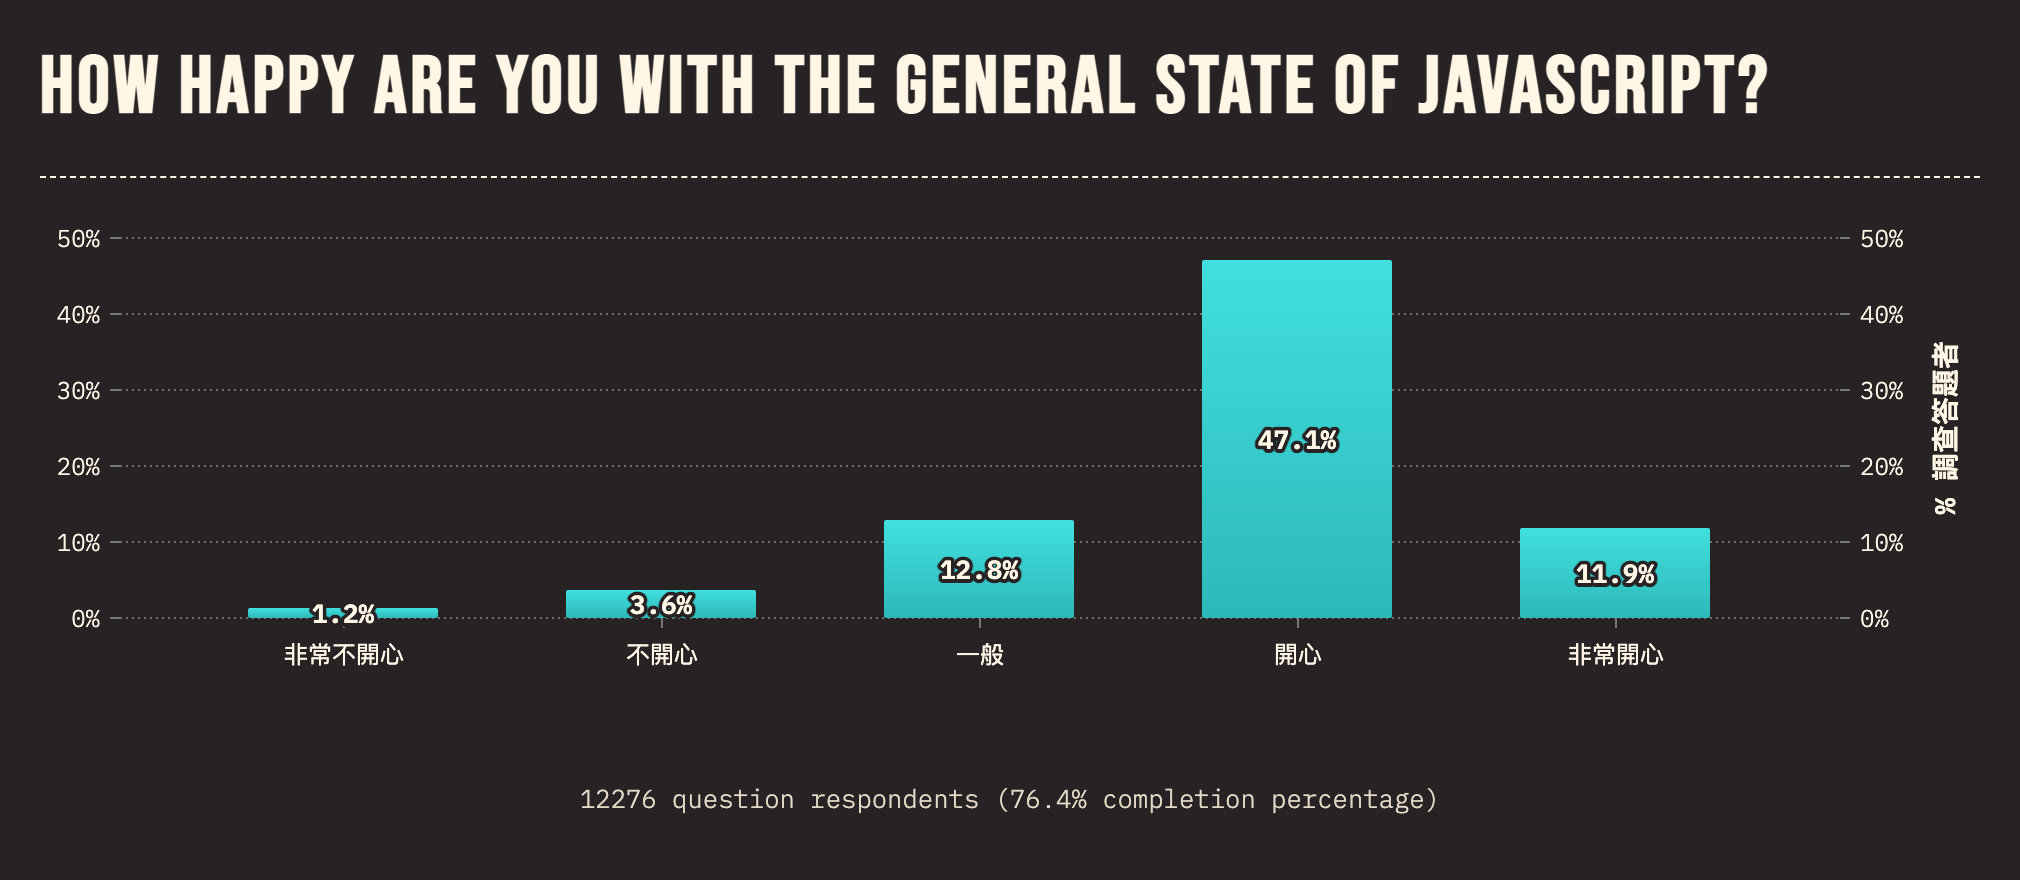 HOW HAPPY ARE YOU WITH THE GENERAL STATE OF JAVASCRIPT?
50%
40%
30%
20%
10%
0%
50%
40%
30%
20%
10%
0%
% 調查答題者
1.2%
3.6%
12.8%
47.1%
11.9%
非常不開心
不開心
一般
開心
非常開心
12276 question respondents (76.4% completion percentage)